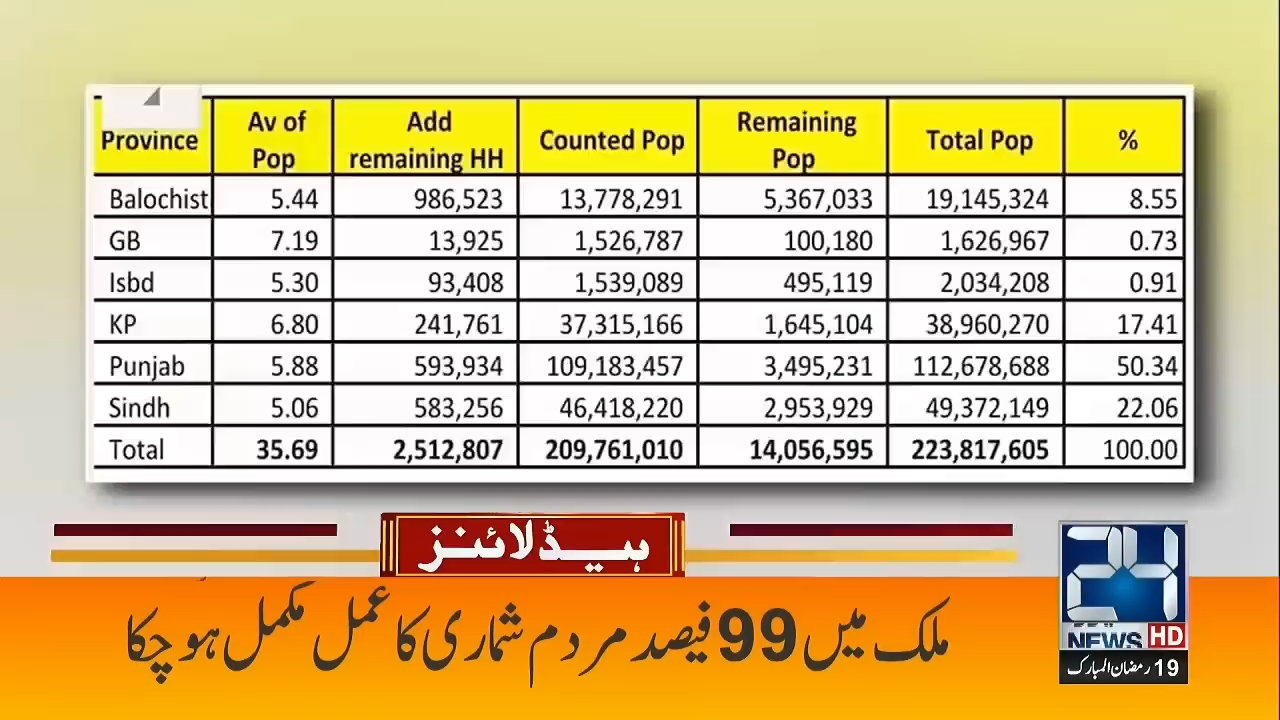 Province Av of Pop Add remaining HH Counted Pop Remaining Pop Total Pop %
Balochist 5.44 986,523 13,778,291 5,367,033 19,145,324 8.55
GB 7.19 13,925 1,526,787 100,180 1,626,967 0.73
Isbd 5.30 93,408 1,539,089 495,119 2,034,208 0.91
KP 6.80 241,761 37,315,166 1,645,104 38,960,270 17.41
Punjab 5.88 593,934 109,183,457 3,495,231 112,678,688 50.34
Sindh 5.06 583,256 46,418,220 2,953,929 49,372,149 22.06
Total 35.69 2,512,807 209,761,010 14,056,595 223,817,605 100.00
ہیڈلائنز
ملک میں 99 فیصد مردم شماری کا عمل مکمل ہوچکا
24
NEWS HD
19 رمضان المبارک